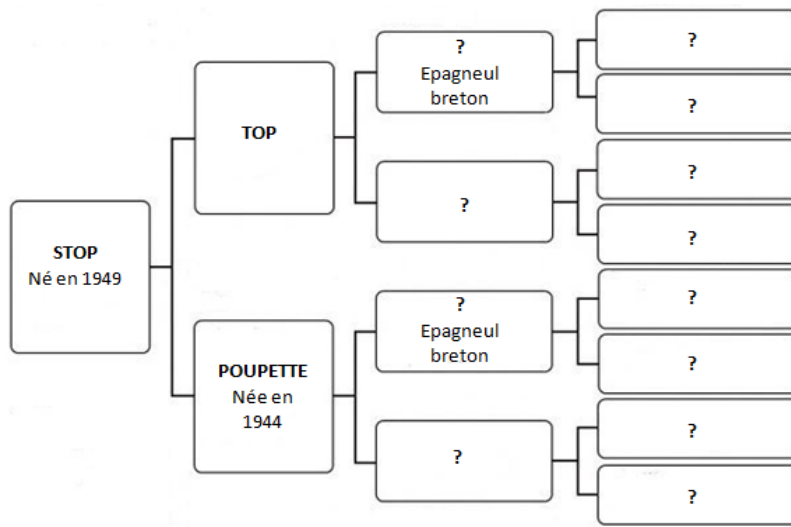 STOP
Né en 1949
TOP
POUPETTE
Née en
1944
?
Epagneul
breton
?
?
Epagneul
breton
?
?
?
?
?
?
?
?
?